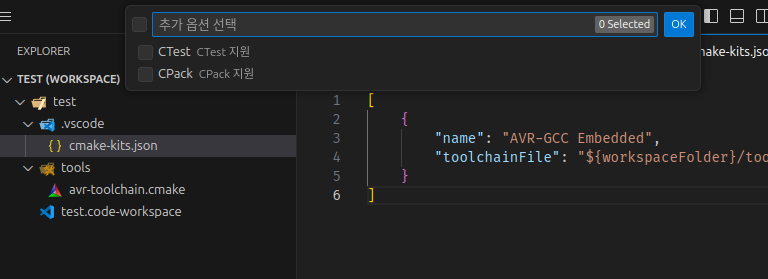 추가 옵션 선택
0 Selected
OK
CTest CTest 지원
CPack CPack 지원
EXPLORER
TEST (WORKSPACE)
test
.vscode
{ } cmake-kits.json
tools
avr-toolchain.cmake
test.code-workspace
make-kits.json
1 [
2 {
3 "name": "AVR-GCC Embedded",
4 "toolchainFile": "${workspaceFolder}/too
5 }
6 ]